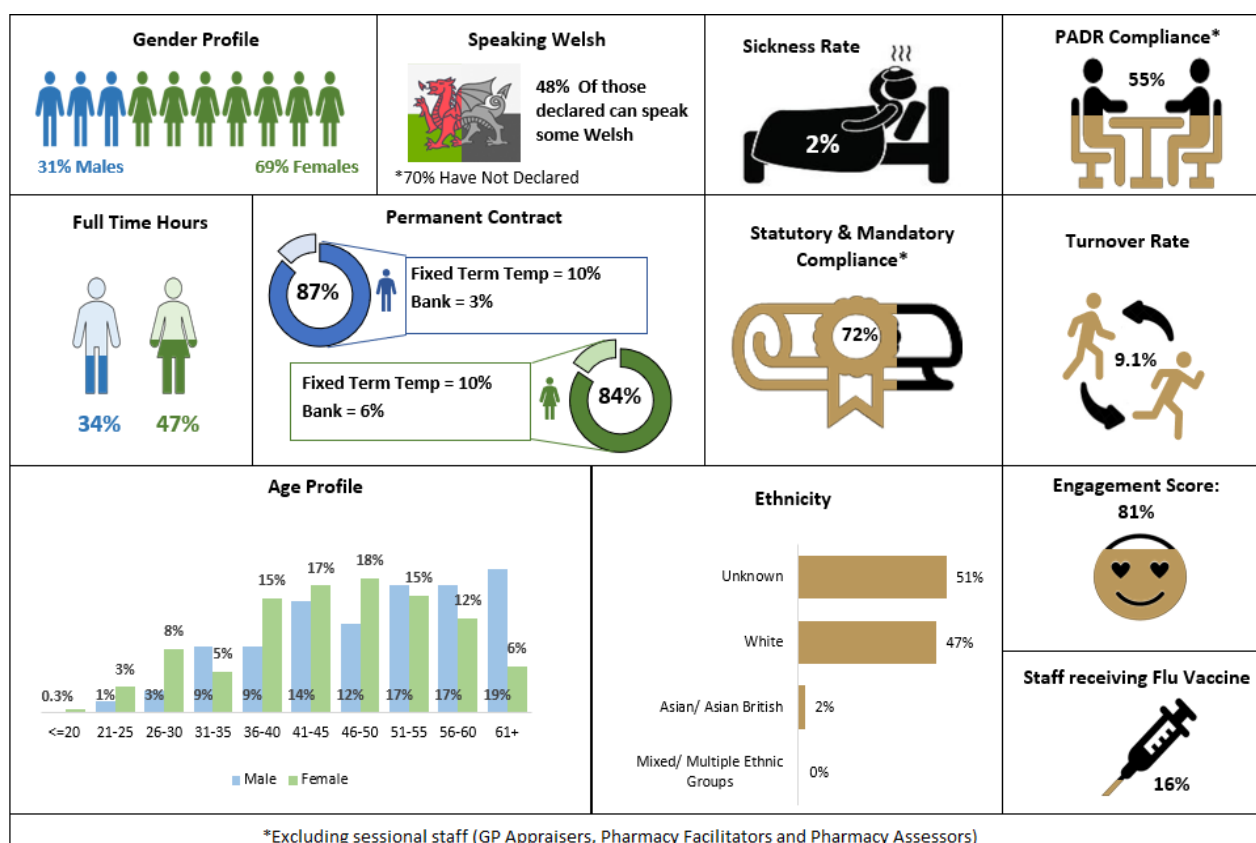 Gender Profile
31% Males
69% Females
Speaking Welsh
48% Of those
declared can speak
some Welsh
*70% Have Not Declared
Sickness Rate
2%
PADR Compliance*
55%
Full Time Hours
34%
47%
Permanent Contract
87%
Fixed Term Temp = 10%
Bank = 3%
Fixed Term Temp = 10%
Bank = 6%
84%
Statutory & Mandatory
Compliance*
72%
Turnover Rate
9.1%
Age Profile
0.3% 3% 8% 5% 15% 17% 18% 15% 12% 6%
1% 3% 9% 9% 14% 12% 17% 17% 19%
<=20 21-25 26-30 31-35 36-40 41-45 46-50 51-55 56-60 61+
Male Female
Ethnicity
Unknown 51%
White 47%
Asian/ Asian British 2%
Mixed/ Multiple Ethnic
Groups 0%
Engagement Score:
81%
Staff receiving Flu Vaccine
16%
*Excluding sessional staff (GP Appraisers, Pharmacy Facilitators and Pharmacy Assessors)